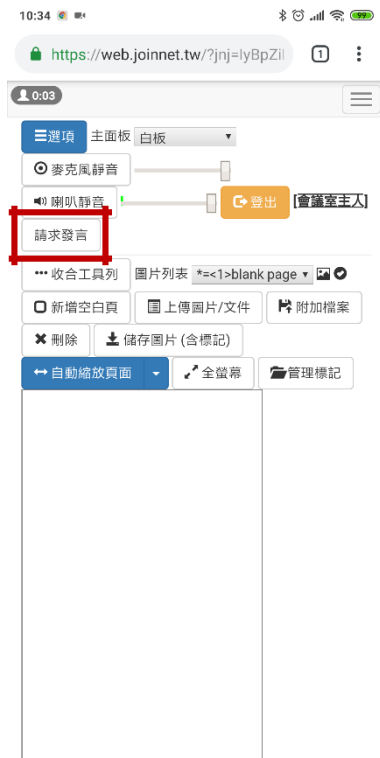 10:34 99
https://web.joinnet.tw/?jnj=IyBpZil 1
0:03
選項 主面板 白板
麥克風靜音
喇叭靜音 登出 [會議室主人]
請求發言
收合工具列 圖片列表 *=<1>blank page
新增空白頁 上傳圖片/文件 附加檔案
刪除 儲存圖片 (含標記)
自動縮放頁面 全螢幕 管理標記